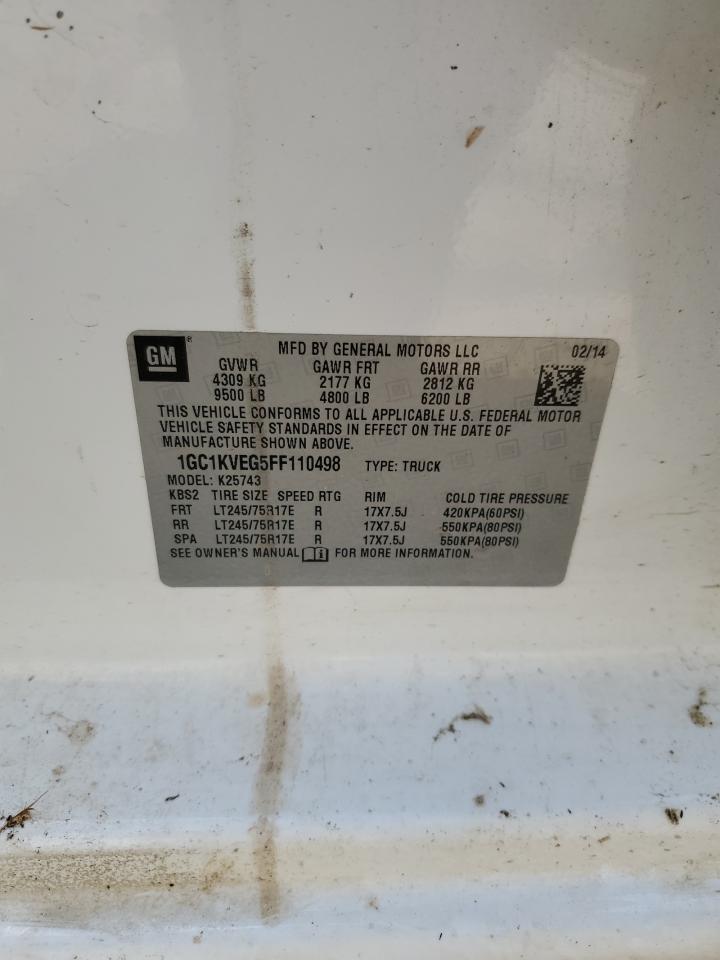 GM ®
MFD BY GENERAL MOTORS LLC 02/14
GVWR GAWR FRT GAWR RR
4309 KG 2177 KG 2812 KG
9500 LB 4800 LB 6200 LB
THIS VEHICLE CONFORMS TO ALL APPLICABLE U.S. FEDERAL MOTOR
VEHICLE SAFETY STANDARDS IN EFFECT ON THE DATE OF
MANUFACTURE SHOWN ABOVE.
1GC1KVEG5FF110498 TYPE: TRUCK
MODEL: K25743
KBS2 TIRE SIZE SPEED RTG RIM COLD TIRE PRESSURE
FRT LT245/75R17E R 17X7.5J 420KPA(60PSI)
RR LT245/75R17E R 17X7.5J 550KPA(80PSI)
SPA LT245/75R17E R 17X7.5J 550KPA(80PSI)
SEE OWNER'S MANUAL i FOR MORE INFORMATION.